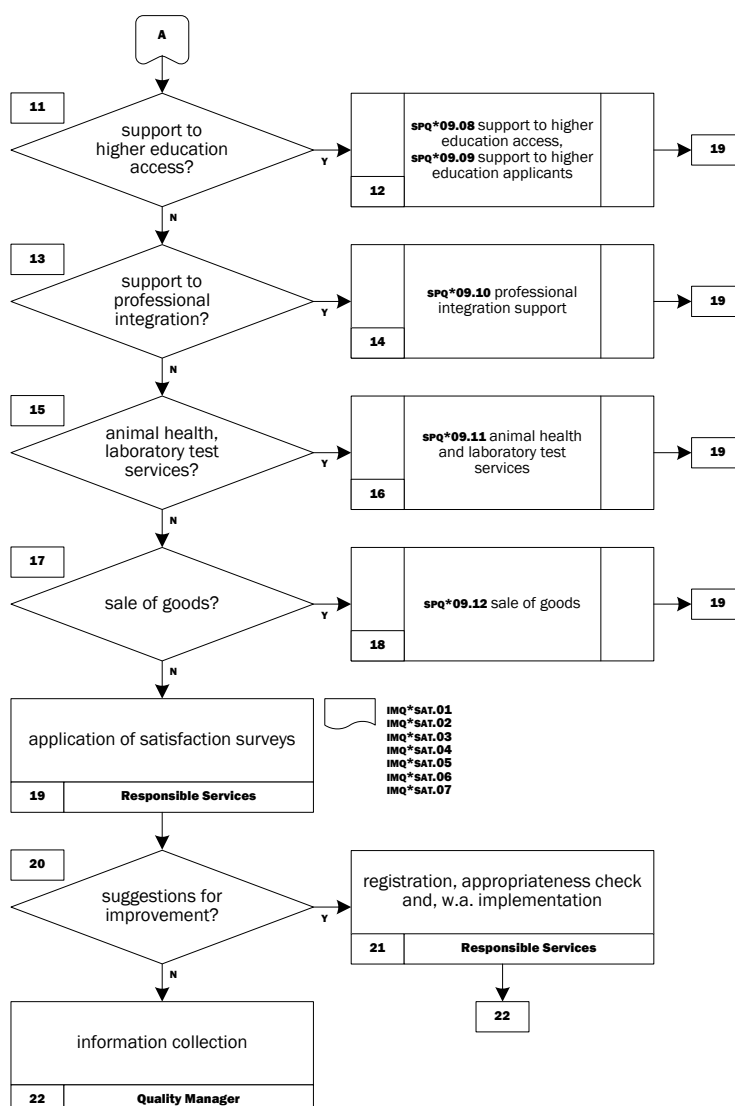 A
11
support to
higher education
access?
Y
SPQ*09.08 support to higher
education access,
SPQ*09.09 support to higher
education applicants
12
19
N
13
support to
professional
integration?
Y
SPQ*09.10 professional
integration support
14
19
N
15
animal health,
laboratory test
services?
Y
SPQ*09.11 animal health
and laboratory test
services
16
19
N
17
sale of goods?
Y
SPQ*09.12 sale of goods
18
19
N
application of satisfaction surveys
19 Responsible Services
IMQ*SAT.01
IMQ*SAT.02
IMQ*SAT.03
IMQ*SAT.04
IMQ*SAT.05
IMQ*SAT.06
IMQ*SAT.07
20
suggestions for
improvement?
Y
registration, appropriateness check
and, w.a. implementation
21 Responsible Services
22
N
information collection
22 Quality Manager